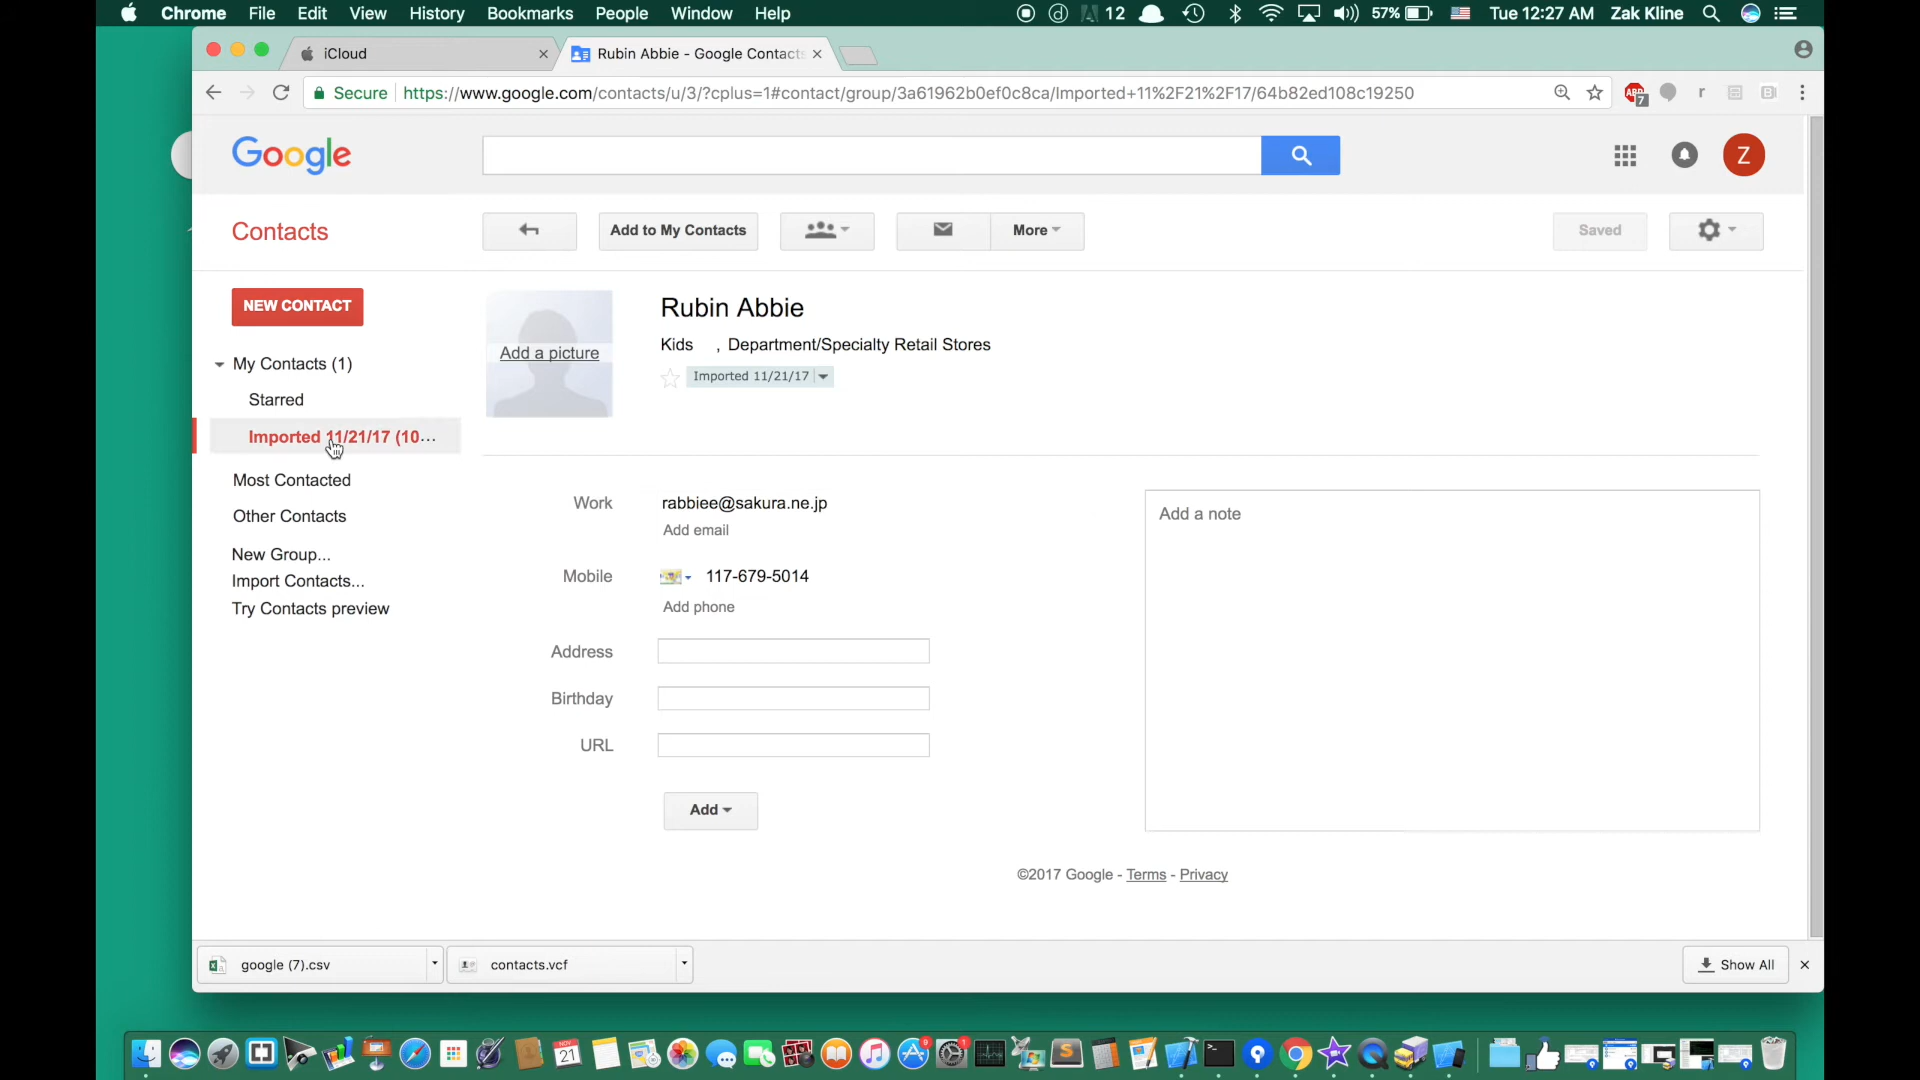 Chrome File Edit View History Bookmarks People Window Help 12 57% Tue 12:27 AM Zak Kline
iCloud
Rubin Abbie - Google Contacts
Secure https://www.google.com/contacts/u/3/?cplus=1#contact/group/3a61962b0ef0c8ca/Imported+11%2F21%2F17/64b82ed108c19250
Google
Z
Contacts
Add to My Contacts
More
Saved
NEW CONTACT
My Contacts (1)
Starred
Imported 11/21/17 (10...
Most Contacted
Other Contacts
New Group...
Import Contacts...
Try Contacts preview
Add a picture
Rubin Abbie
Kids , Department/Specialty Retail Stores
Imported 11/21/17
Work rabbiee@sakura.ne.jp
Add email
Mobile 117-679-5014
Add phone
Address
Birthday
URL
Add
Add a note
©2017 Google - Terms - Privacy
google (7).csv
contacts.vcf
Show All
NOV
21